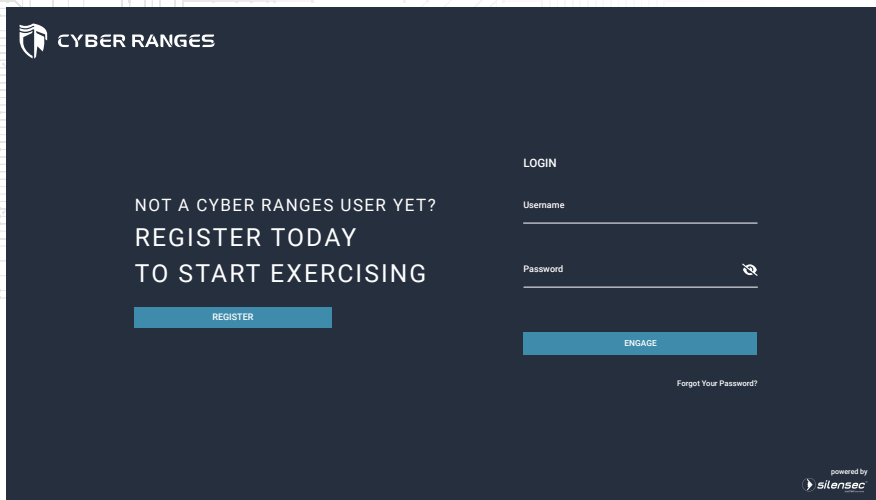 CYBER RANGES
NOT A CYBER RANGES USER YET?
REGISTER TODAY
TO START EXERCISING
REGISTER
LOGIN
Username
Password
ENGAGE
Forgot Your Password?
powered by
silensec